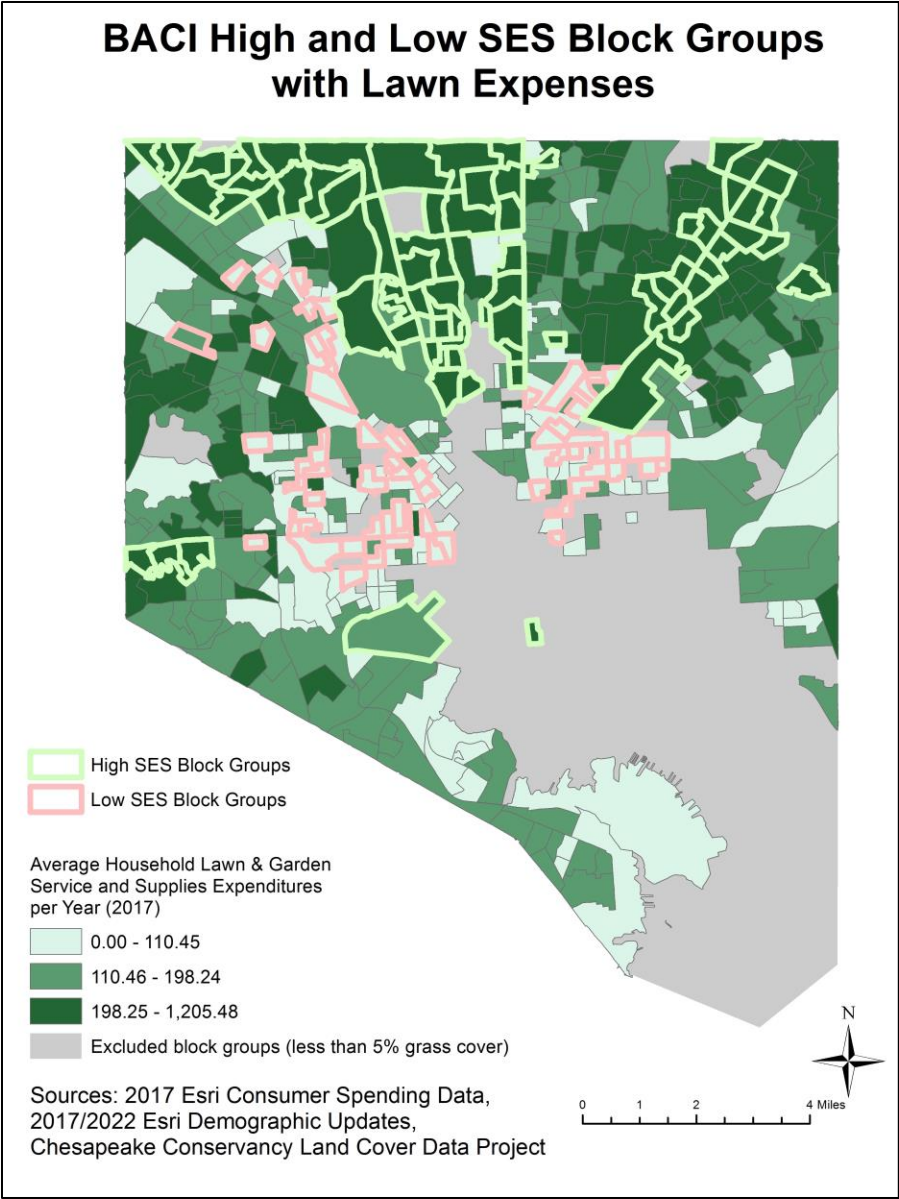 BACI High and Low SES Block Groups
with Lawn Expenses
High SES Block Groups
Low SES Block Groups
Average Household Lawn & Garden
Service and Supplies Expenditures
per Year (2017)
0.00 - 110.45
110.46 - 198.24
198.25 - 1,205.48
Excluded block groups (less than 5% grass cover)
Sources: 2017 Esri Consumer Spending Data,
2017/2022 Esri Demographic Updates,
Chesapeake Conservancy Land Cover Data Project
N
0 1 2 4 Miles